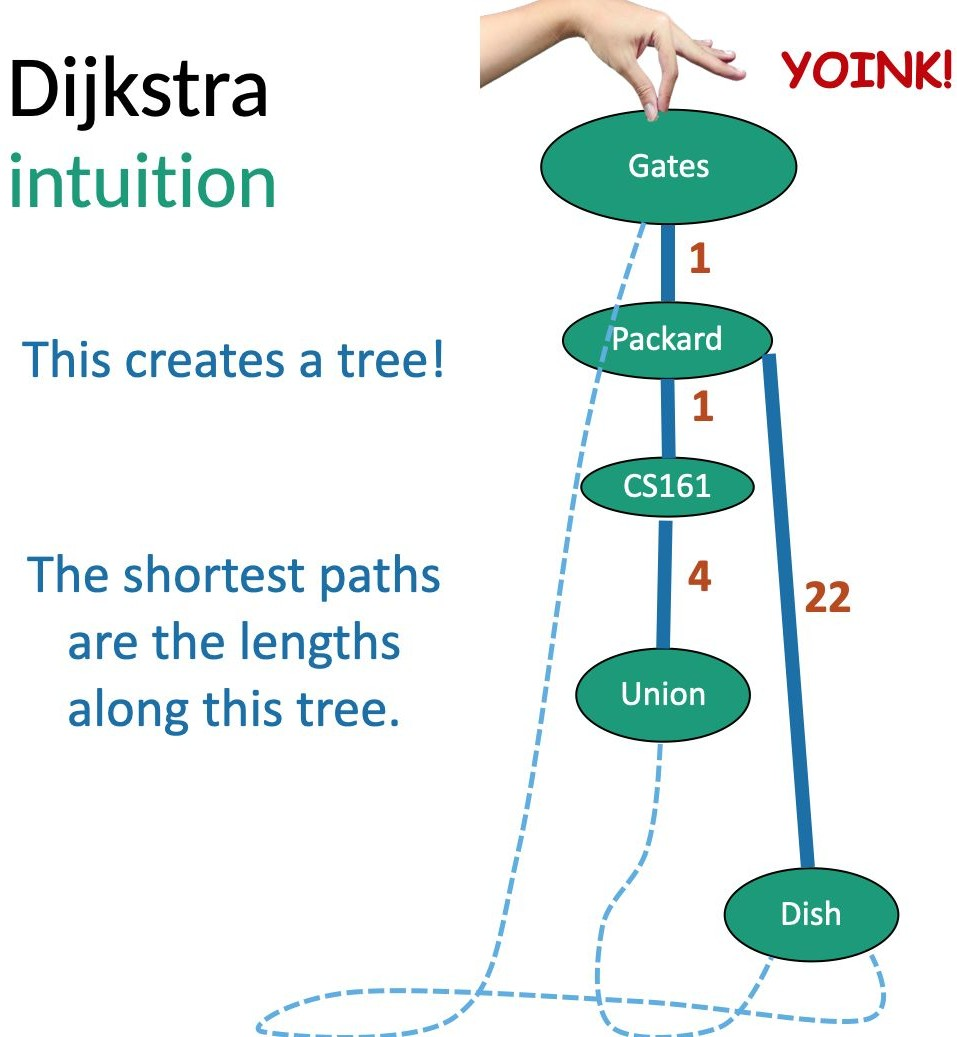 Dijkstra
intuition
YOINK!
Gates
1
This creates a tree!
Packard
1
CS161
The shortest paths
are the lengths
along this tree.
4
22
Union
Dish